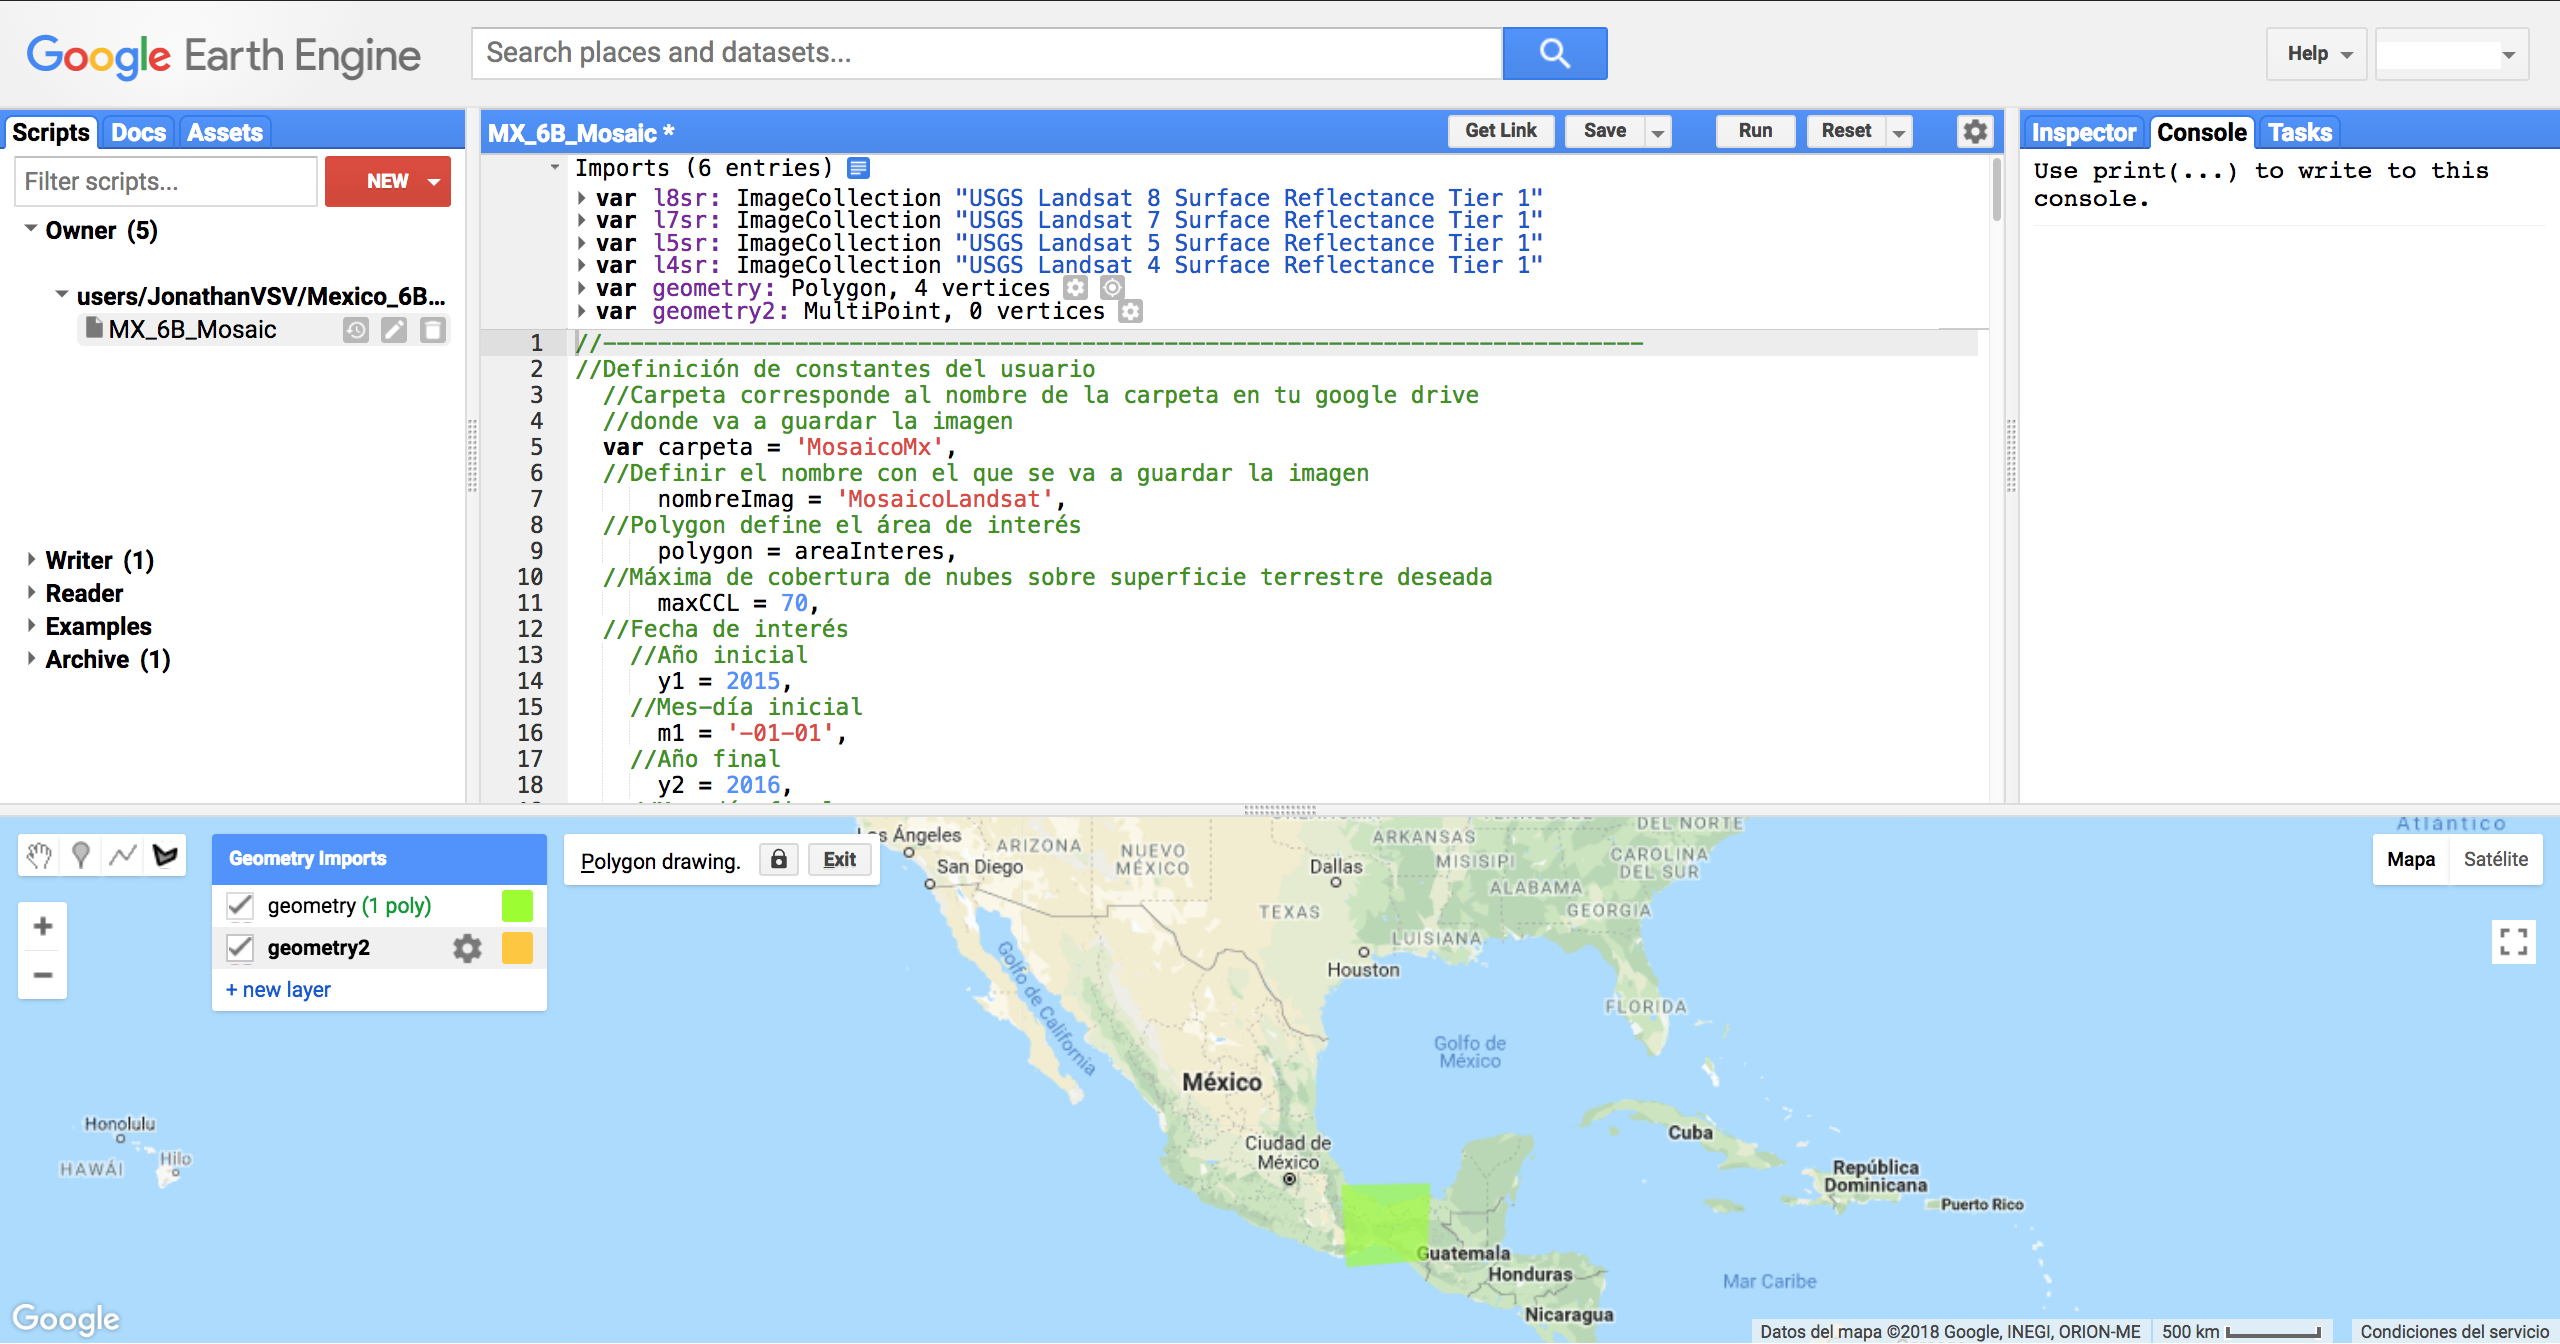 Google Earth Engine
Search places and datasets...
Help
Scripts Docs Assets
Filter scripts...
NEW
Owner (5)
users/JonathanVSV/Mexico_6B...
MX_6B_Mosaic
Writer (1)
Reader
Examples
Archive (1)
MX_6B_Mosaic *
Get Link
Save
Run
Reset
Imports (6 entries)
var l8sr: ImageCollection "USGS Landsat 8 Surface Reflectance Tier 1"
var l7sr: ImageCollection "USGS Landsat 7 Surface Reflectance Tier 1"
var l5sr: ImageCollection "USGS Landsat 5 Surface Reflectance Tier 1"
var l4sr: ImageCollection "USGS Landsat 4 Surface Reflectance Tier 1"
var geometry: Polygon, 4 vertices
var geometry2: MultiPoint, 0 vertices
1 //----------------------------------------------------------------------------
2 //Definición de constantes del usuario
3 //Carpeta corresponde al nombre de la carpeta en tu google drive
4 //donde va a guardar la imagen
5 var carpeta = 'MosaicoMx',
6 //Definir el nombre con el que se va a guardar la imagen
7 nombreImag = 'MosaicoLandsat',
8 //Polygon define el área de interés
9 polygon = areaInteres,
10 //Máxima de cobertura de nubes sobre superficie terrestre deseada
11 maxCCL = 70,
12 //Fecha de interés
13 //Año inicial
14 y1 = 2015,
15 //Mes-día inicial
16 m1 = '-01-01',
17 //Año final
18 y2 = 2016,
Inspector Console Tasks
Use print(...) to write to this
console.
Geometry Imports
geometry (1 poly)
geometry2
+ new layer
Polygon drawing.
Exit
Mapa Satélite
Los Ángeles
San Diego
ARIZONA
NUEVO
MÉXICO
Dallas
TEXAS
ARKANSAS
MISISIPI
ALABAMA
GEORGIA
DEL NORTE
CAROLINA
DEL SUR
LUISIANA
Houston
FLORIDA
Atlántico
Golfo de California
Golfo de
México
México
Ciudad de
México
Cuba
República
Dominicana
Puerto Rico
Guatemala
Honduras
Nicaragua
Mar Caribe
Honolulu
HAWÁI
Hilo
Google
Datos del mapa ©2018 Google, INEGI, ORION-ME
500 km
Condiciones del servicio